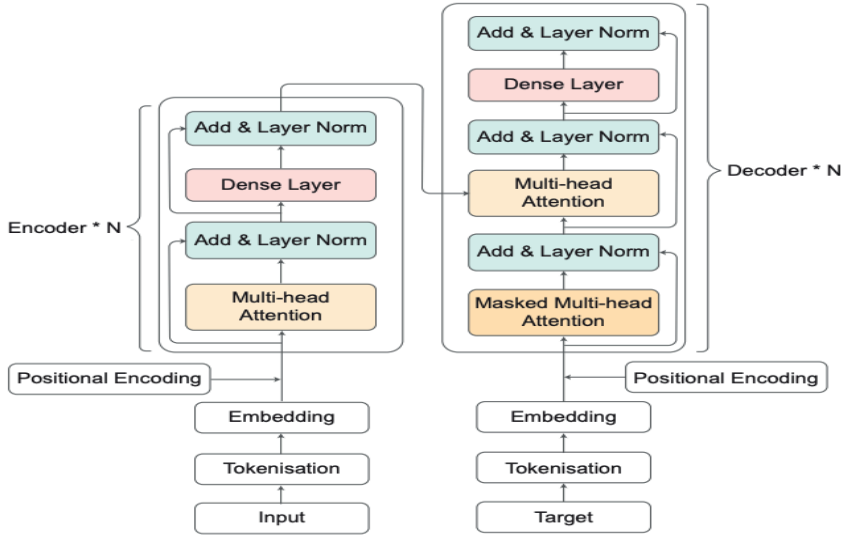 Add & Layer Norm
Dense Layer
Add & Layer Norm
Multi-head
Attention
Add & Layer Norm
Masked Multi-head
Attention
Decoder * N
Add & Layer Norm
Dense Layer
Add & Layer Norm
Multi-head
Attention
Encoder * N
Positional Encoding
Embedding
Tokenisation
Input
Positional Encoding
Embedding
Tokenisation
Target